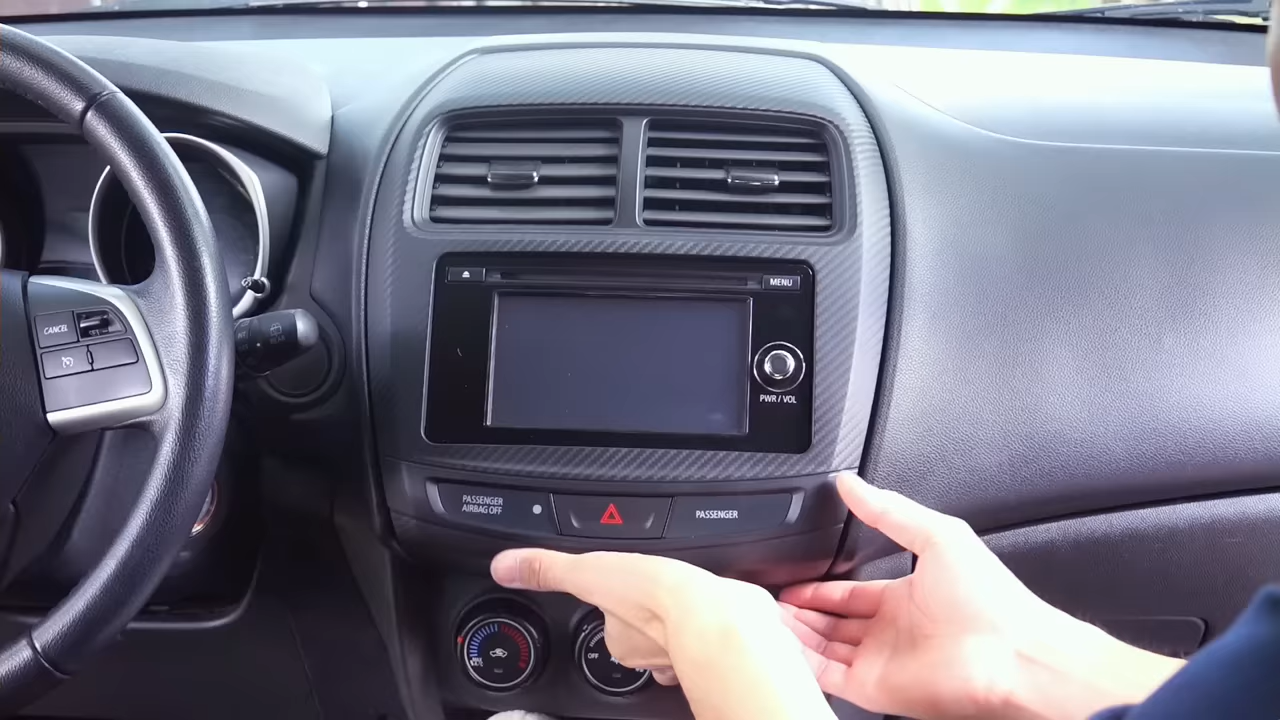 MENU
CANCEL
PWR / VOL
PASSENGER
AIRBAG OFF
PASSENGER
OFF